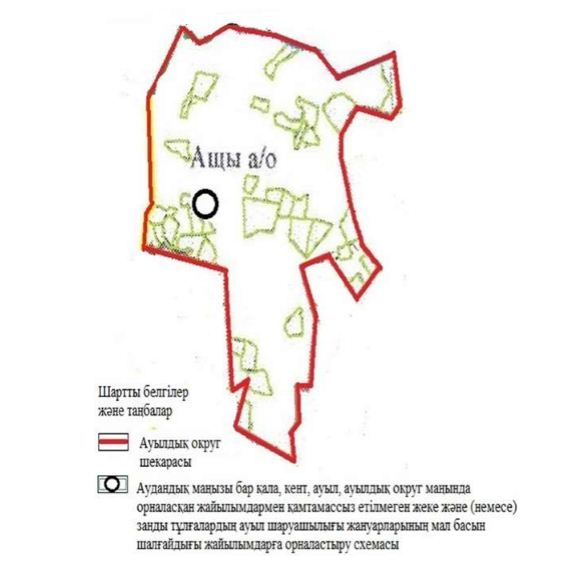 Ащы а/о
Шартты белгілер
және таңбалар
Ауылдық округ
шекарасы
Аудандық маңызы бар қала, кент, ауыл, ауылдық округ маңында
орналасқан жайылымдармен қамтамассыз етілмеген жеке және (немесе)
заңды тұлғалардың ауыл шаруашылығы жануарларының мал басын
шалғайдығы жайылымдарға орналастыру схемасы